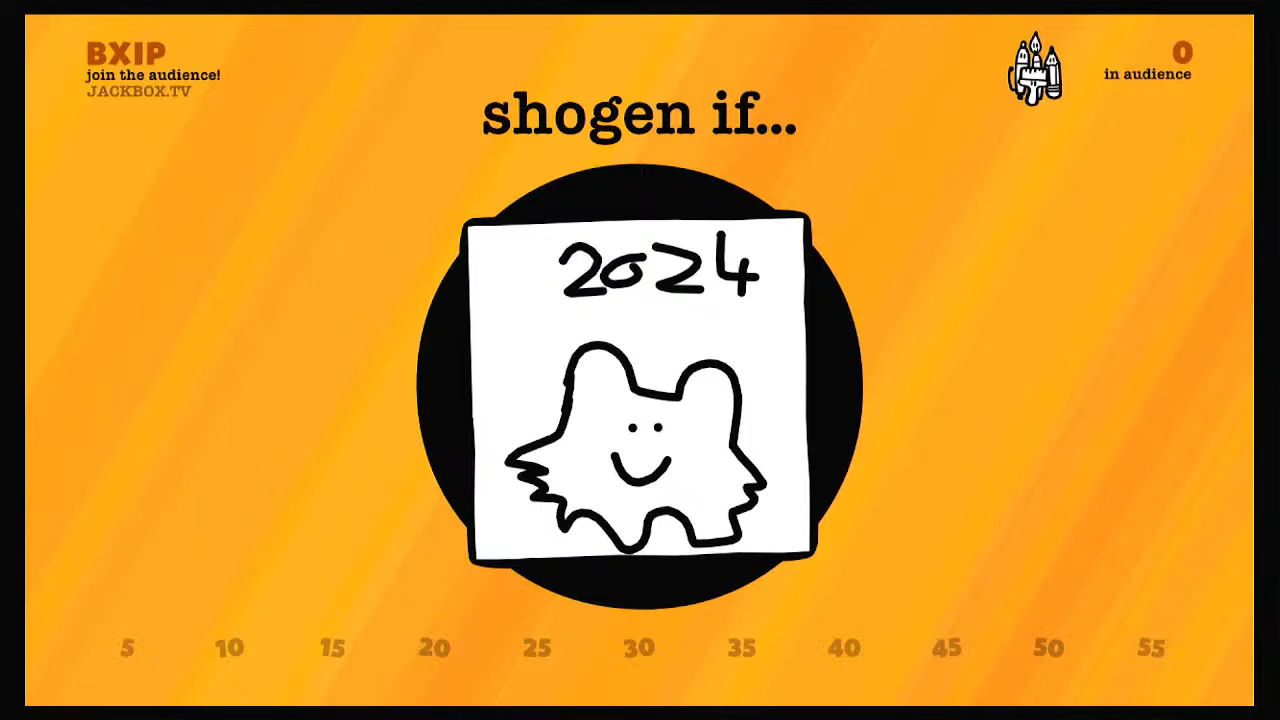 BXIP
join the audience!
JACKBOX.TV
0
in audience
shogen if...
2024
5 10 15 20 25 30 35 40 45 50 55